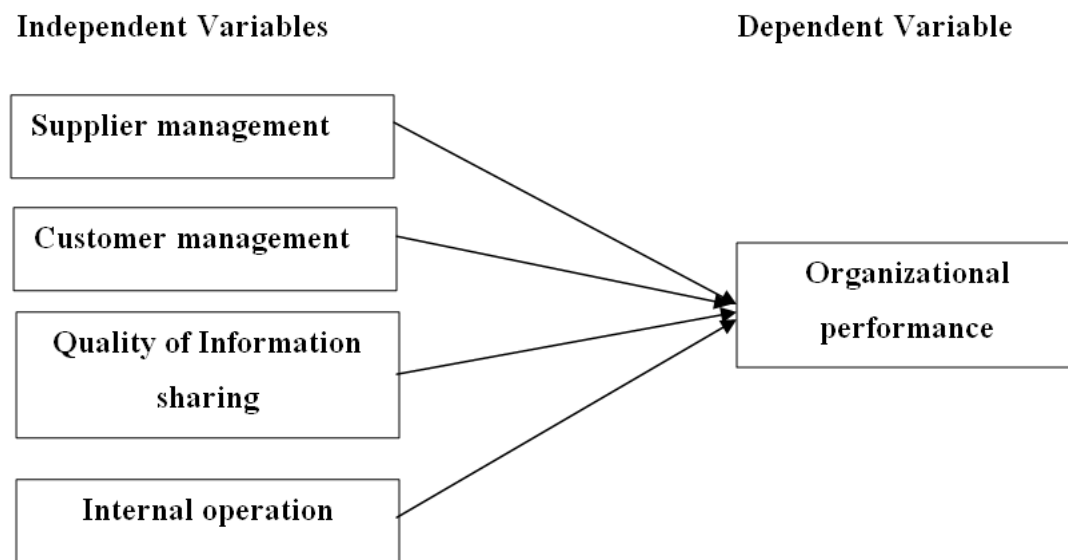 Independent Variables
Dependent Variable
Supplier management
Customer management
Quality of Information
sharing
Internal operation
Organizational
performance